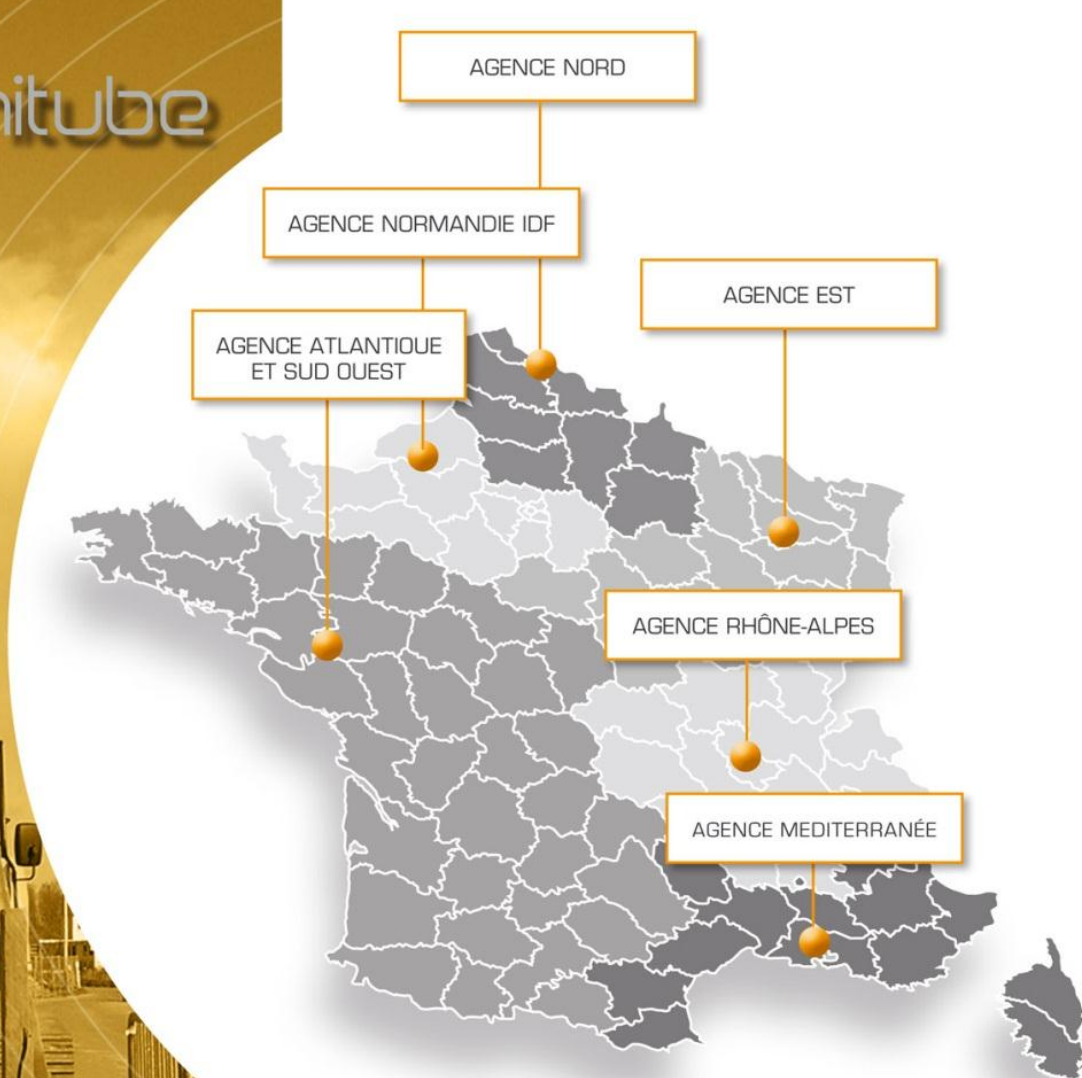 AGENCE NORD
nitube
AGENCE NORMANDIE IDF
AGENCE EST
AGENCE ATLANTIQUE
ET SUD OUEST
AGENCE RHÔNE-ALPES
AGENCE MEDITERRANÉE